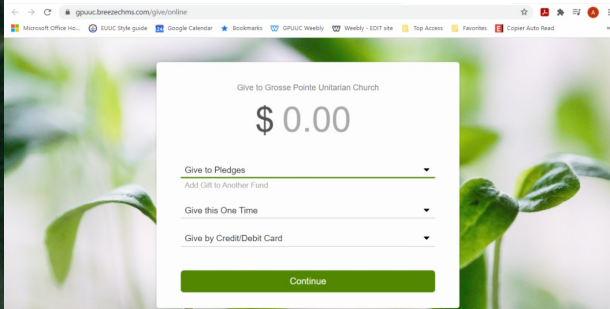 gpuuc.breezechms.com/give/online
Microsoft Office Ho... EUUC Style guide 24 Google Calendar Bookmarks GPUUC Weekly Weebly - EDIT site Top Access Favorites E Copier Auto Read
A
Give to Grosse Pointe Unitarian Church
$ 0.00
Give to Pledges
Add Gift to Another Fund
Give this One Time
Give by Credit/Debit Card
Continue